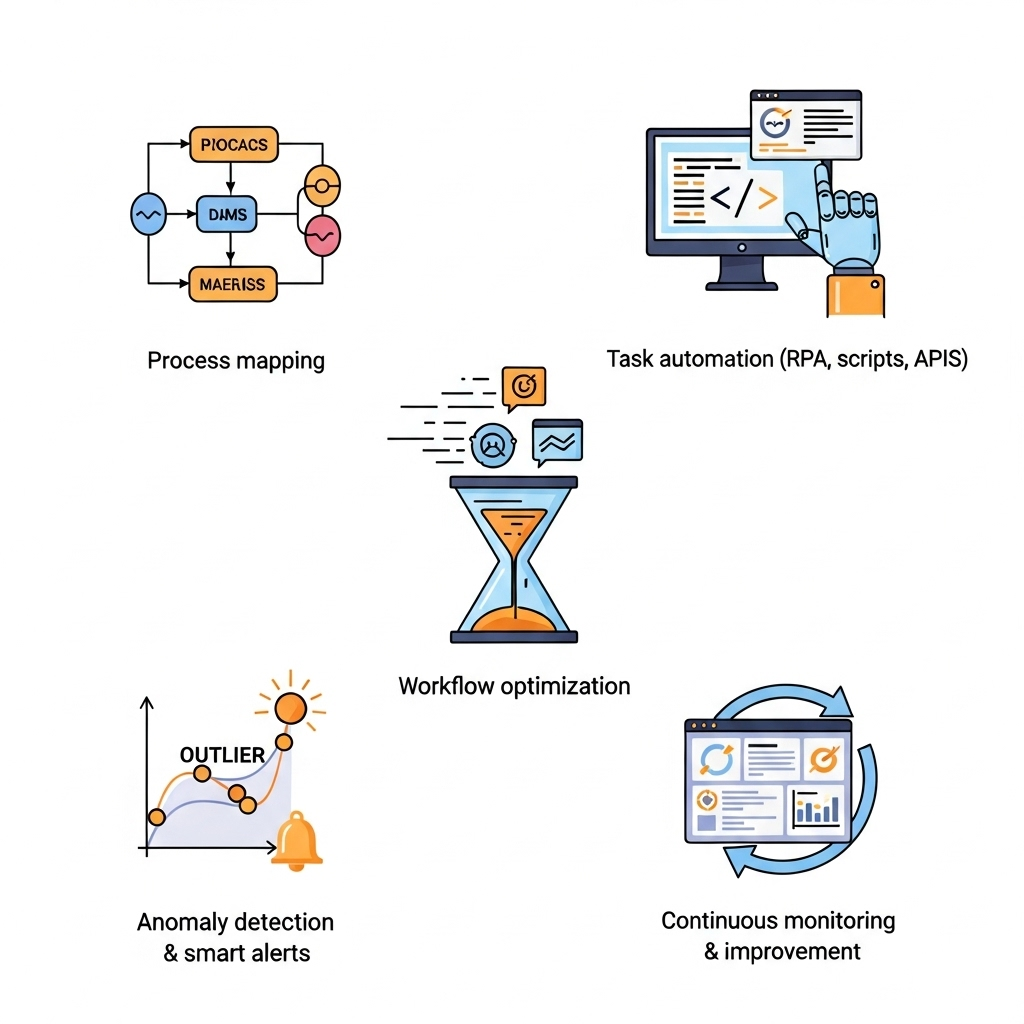 PIOCACS
DAMS
MAERISS
Process mapping
</>
Task automation (RPA, scripts, APIS)
Workflow optimization
OUTLIER
Anomaly detection
& smart alerts
Continuous monitoring
& improvement